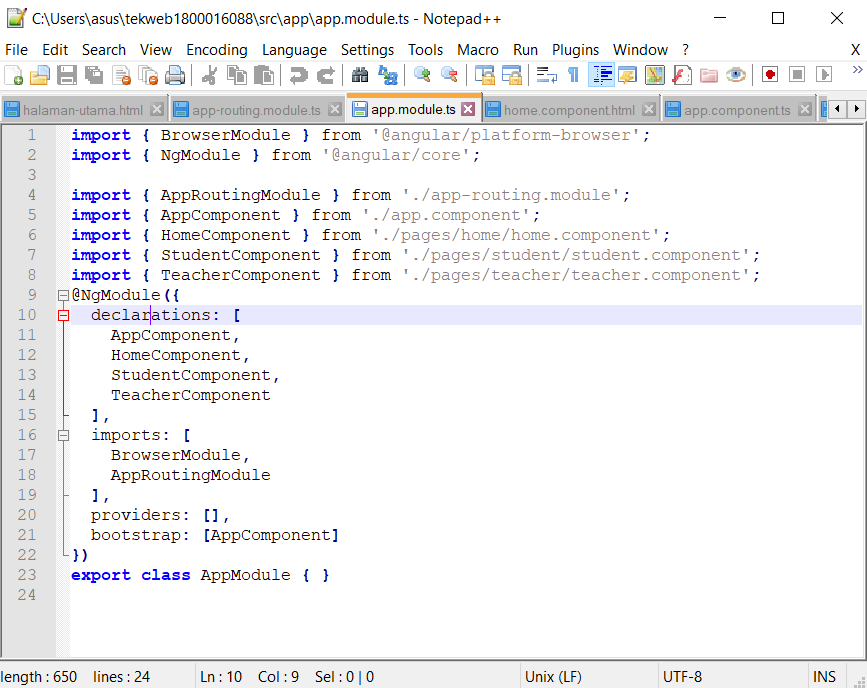 C:\Users\asus\tekweb1800016088\src\app\app.module.ts - Notepad++
File Edit Search View Encoding Language Settings Tools Macro Run Plugins Window ? X
halaman-utama.html app-routing.module.ts app.module.ts home.component.html app.component.ts
1 import { BrowserModule } from '@angular/platform-browser';
2 import { NgModule } from '@angular/core';
3
4 import { AppRoutingModule } from './app-routing.module';
5 import { AppComponent } from './app.component';
6 import { HomeComponent } from './pages/home/home.component';
7 import { StudentComponent } from './pages/student/student.component';
8 import { TeacherComponent } from './pages/teacher/teacher.component';
9 @NgModule({
10   declarations: [
11     AppComponent,
12     HomeComponent,
13     StudentComponent,
14     TeacherComponent
15   ],
16   imports: [
17     BrowserModule,
18     AppRoutingModule
19   ],
20   providers: [],
21   bootstrap: [AppComponent]
22 })
23 export class AppModule { }
24
length : 650 lines : 24 Ln : 10 Col : 9 Sel : 0 | 0 Unix (LF) UTF-8 INS